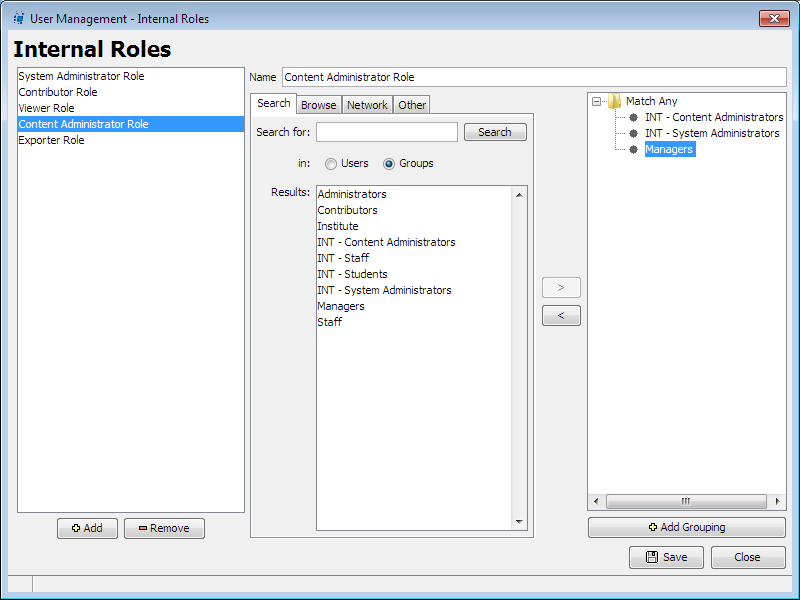 User Management - Internal Roles
Internal Roles
System Administrator Role
Contributor Role
Viewer Role
Content Administrator Role
Exporter Role
Add
Remove
Name
Content Administrator Role
Search
Browse
Network
Other
Search for:
Search
in:
Users
Groups
Results:
Administrators
Contributors
Institute
INT - Content Administrators
INT - Staff
INT - Students
INT - System Administrators
Managers
Staff
>
<
Match Any
INT - Content Administrators
INT - System Administrators
Managers
Add Grouping
Save
Close